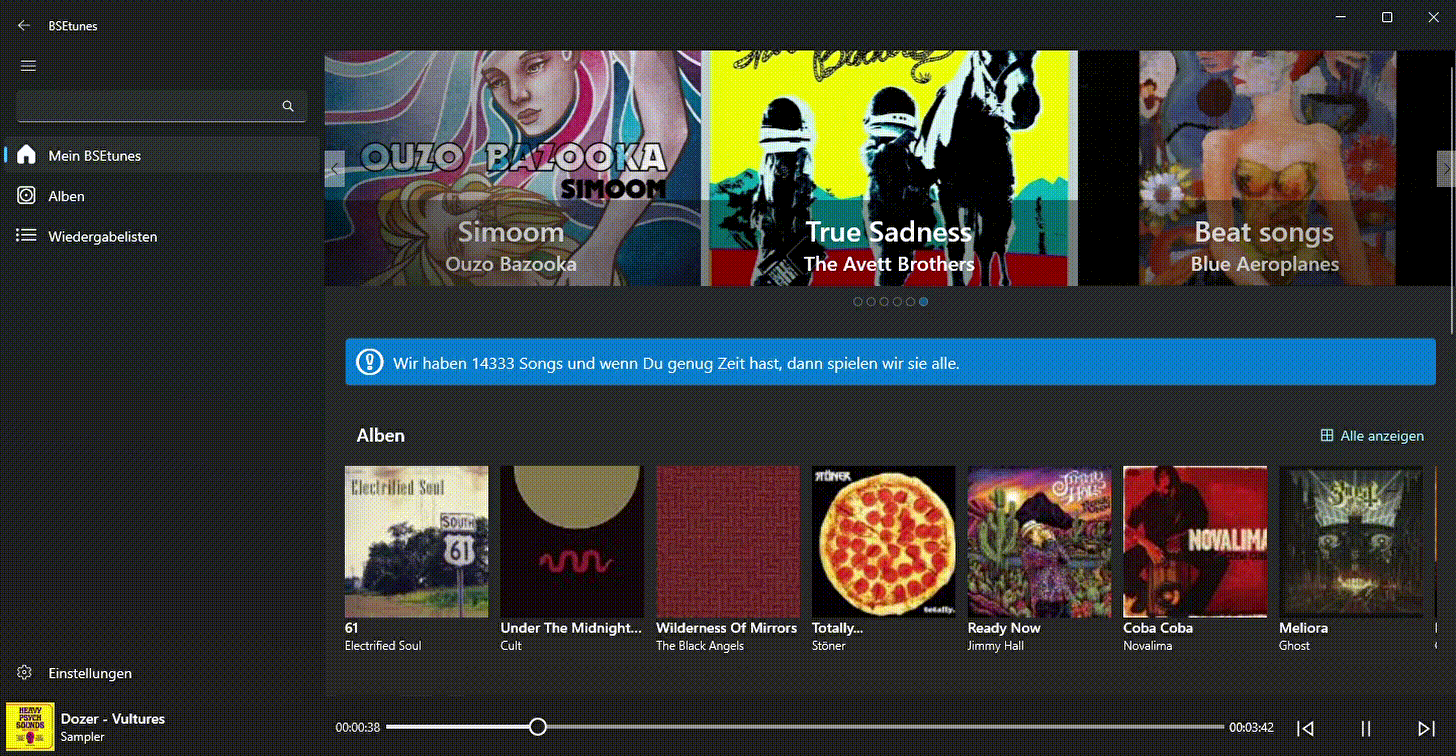 BSEtunes
Mein BSEtunes
Alben
Wiedergabelisten
Einstellungen
OUZO BAZOOKA
SIMOOM
Simoom
Ouzo Bazooka
True Sadness
The Avett Brothers
Beat songs
Blue Aeroplanes
Wir haben 14333 Songs und wenn Du genug Zeit hast, dann spielen wir sie alle.
Alben
Alle anzeigen
Electrified Soul
SOUTH
61
61
Electrified Soul
Under The Midnight...
Cult
Wilderness Of Mirrors
The Black Angels
STÖNER
totally.
Totally...
Stöner
Jimmy Hall
Ready Now
Jimmy Hall
NOVALIMA
Coba Coba
Novalima
Ghost
Meliora
Ghost
HEAVY
PSYCH
SOUNDS
Dozer - Vultures
Sampler
00:00:38
00:03:42